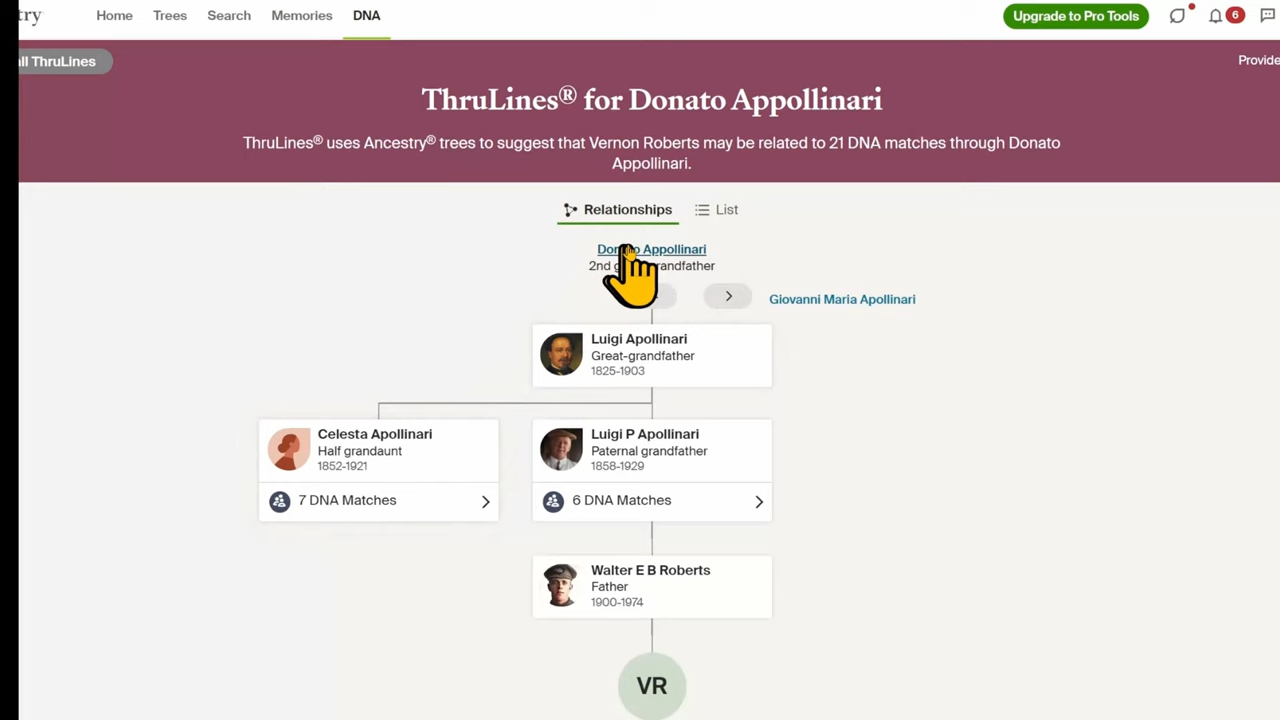 Home Trees Search Memories DNA
Upgrade to Pro Tools
6
ThruLines
ThruLines® for Donato Appollinari
ThruLines® uses Ancestry® trees to suggest that Vernon Roberts may be related to 21 DNA matches through Donato
Appollinari.
Relationships List
Appollinari
2nd
Giovanni Maria Apollinari
Luigi Apollinari
Great-grandfather
1825-1903
Celesta Apollinari
Half grandaunt
1852-1921
7 DNA Matches
Luigi P Apollinari
Paternal grandfather
1858-1929
6 DNA Matches
Walter E B Roberts
Father
1900-1974
VR